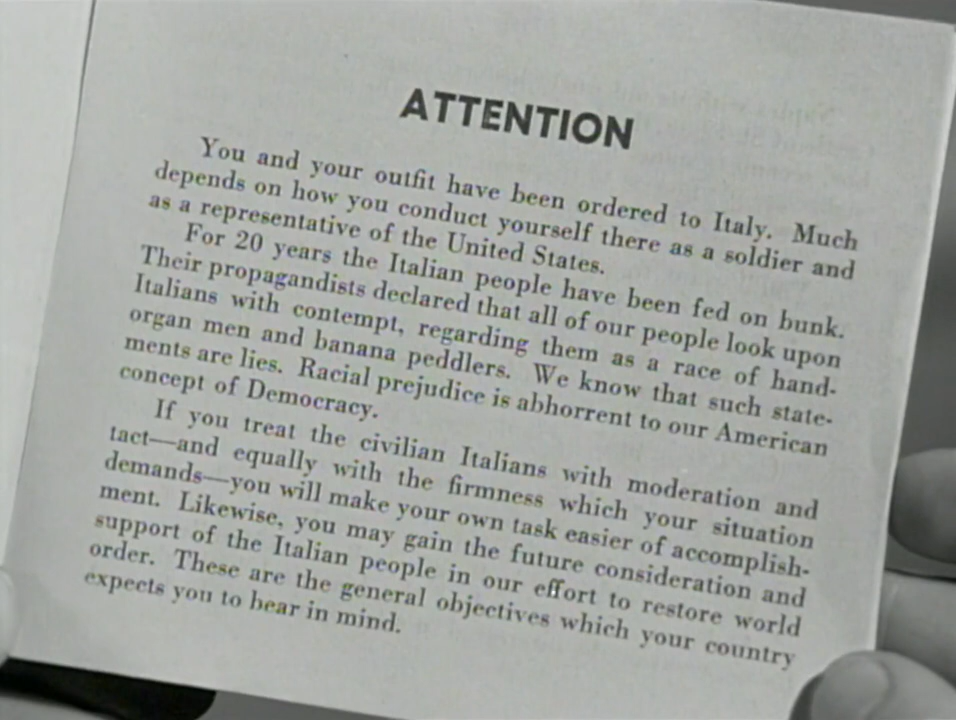 ATTENTION
You and your outfit have been ordered to Italy. Much
depends on how you conduct yourself there as a soldier and
as a representative of the United States.
For 20 years the Italian people have been fed on bunk.
Their propagandists declared that all of our people look upon
Italians with contempt, regarding them as a race of hand-
organ men and banana peddlers. We know that such state-
ments are lies. Racial prejudice is abhorrent to our American
concept of Democracy.
If you treat the civilian Italians with moderation and
tact—and equally with the firmness which your situation
demands—you will make your own task easier of accomplish-
ment. Likewise, you may gain the future consideration and
support of the Italian people in our effort to restore world
order. These are the general objectives which your country
expects you to bear in mind.